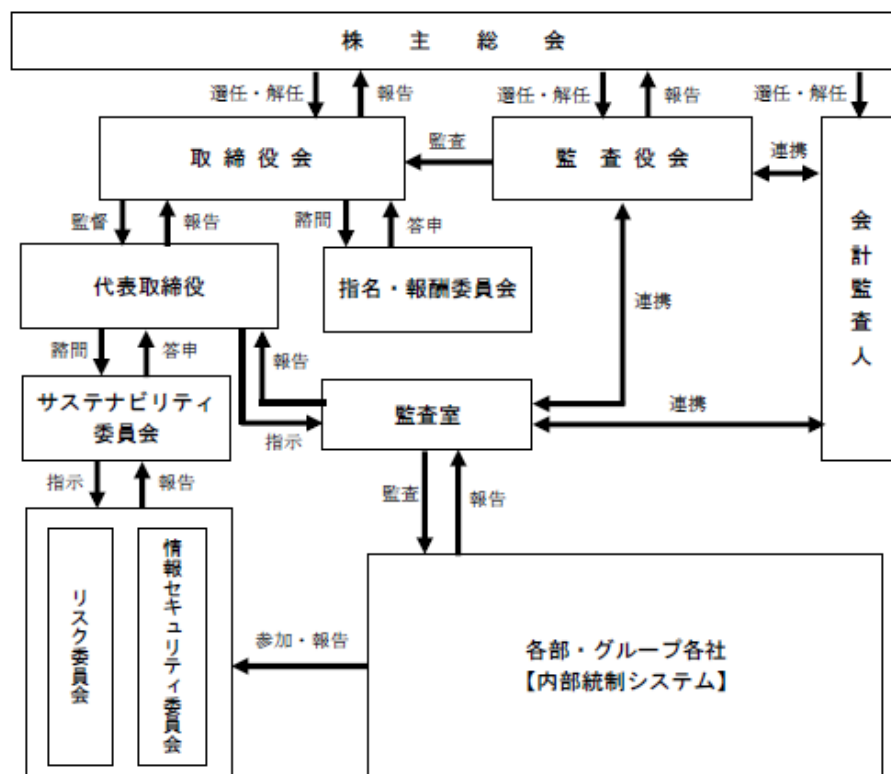 株主総会
選任・解任
報告
選任・解任
報告
選任・解任
取締役会
監査
監査役会
連携
会計監査人
監督
報告
諮問
答申
代表取締役
指名・報酬委員会
連携
諮問
答申
報告
サステナビリティ
委員会
監査室
連携
指示
指示
報告
監査
報告
リスク委員会
情報セキュリティ委員会
参加・報告
各部・グループ各社
【内部統制システム】